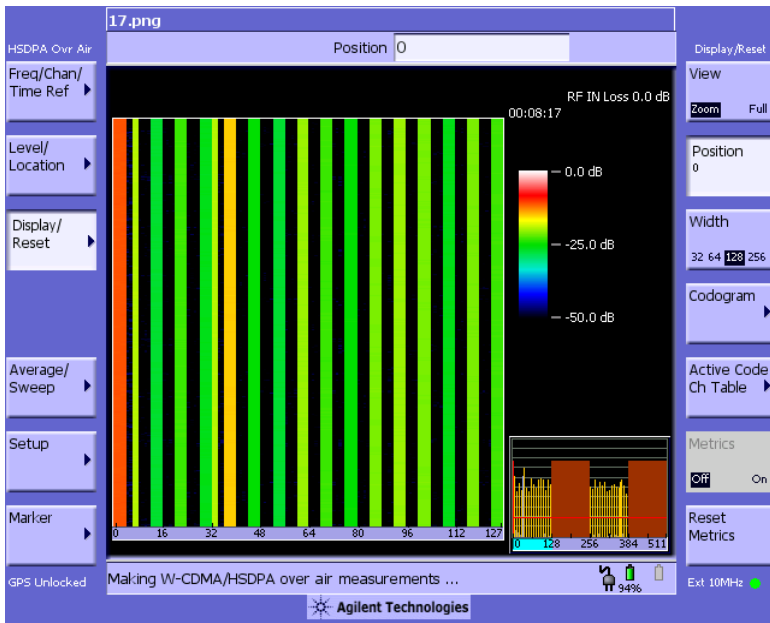 17.png
HSDPA Ovr Air
Position 0
Display/Reset
Freq/Chan/
Time Ref
Level/
Location
Display/
Reset
Average/
Sweep
Setup
Marker
GPS Unlocked
RF IN Loss 0.0 dB
00:08:17
0.0 dB
-25.0 dB
-50.0 dB
0 16 32 48 64 80 96 112 127
0 128 256 384 511
Making W-CDMA/HSDPA over air measurements ...
94%
Agilent Technologies
View
Zoom Full
Position
0
Width
32 64 128 256
Codogram
Active Code
Ch Table
Metrics
Off On
Reset
Metrics
Ext 10MHz